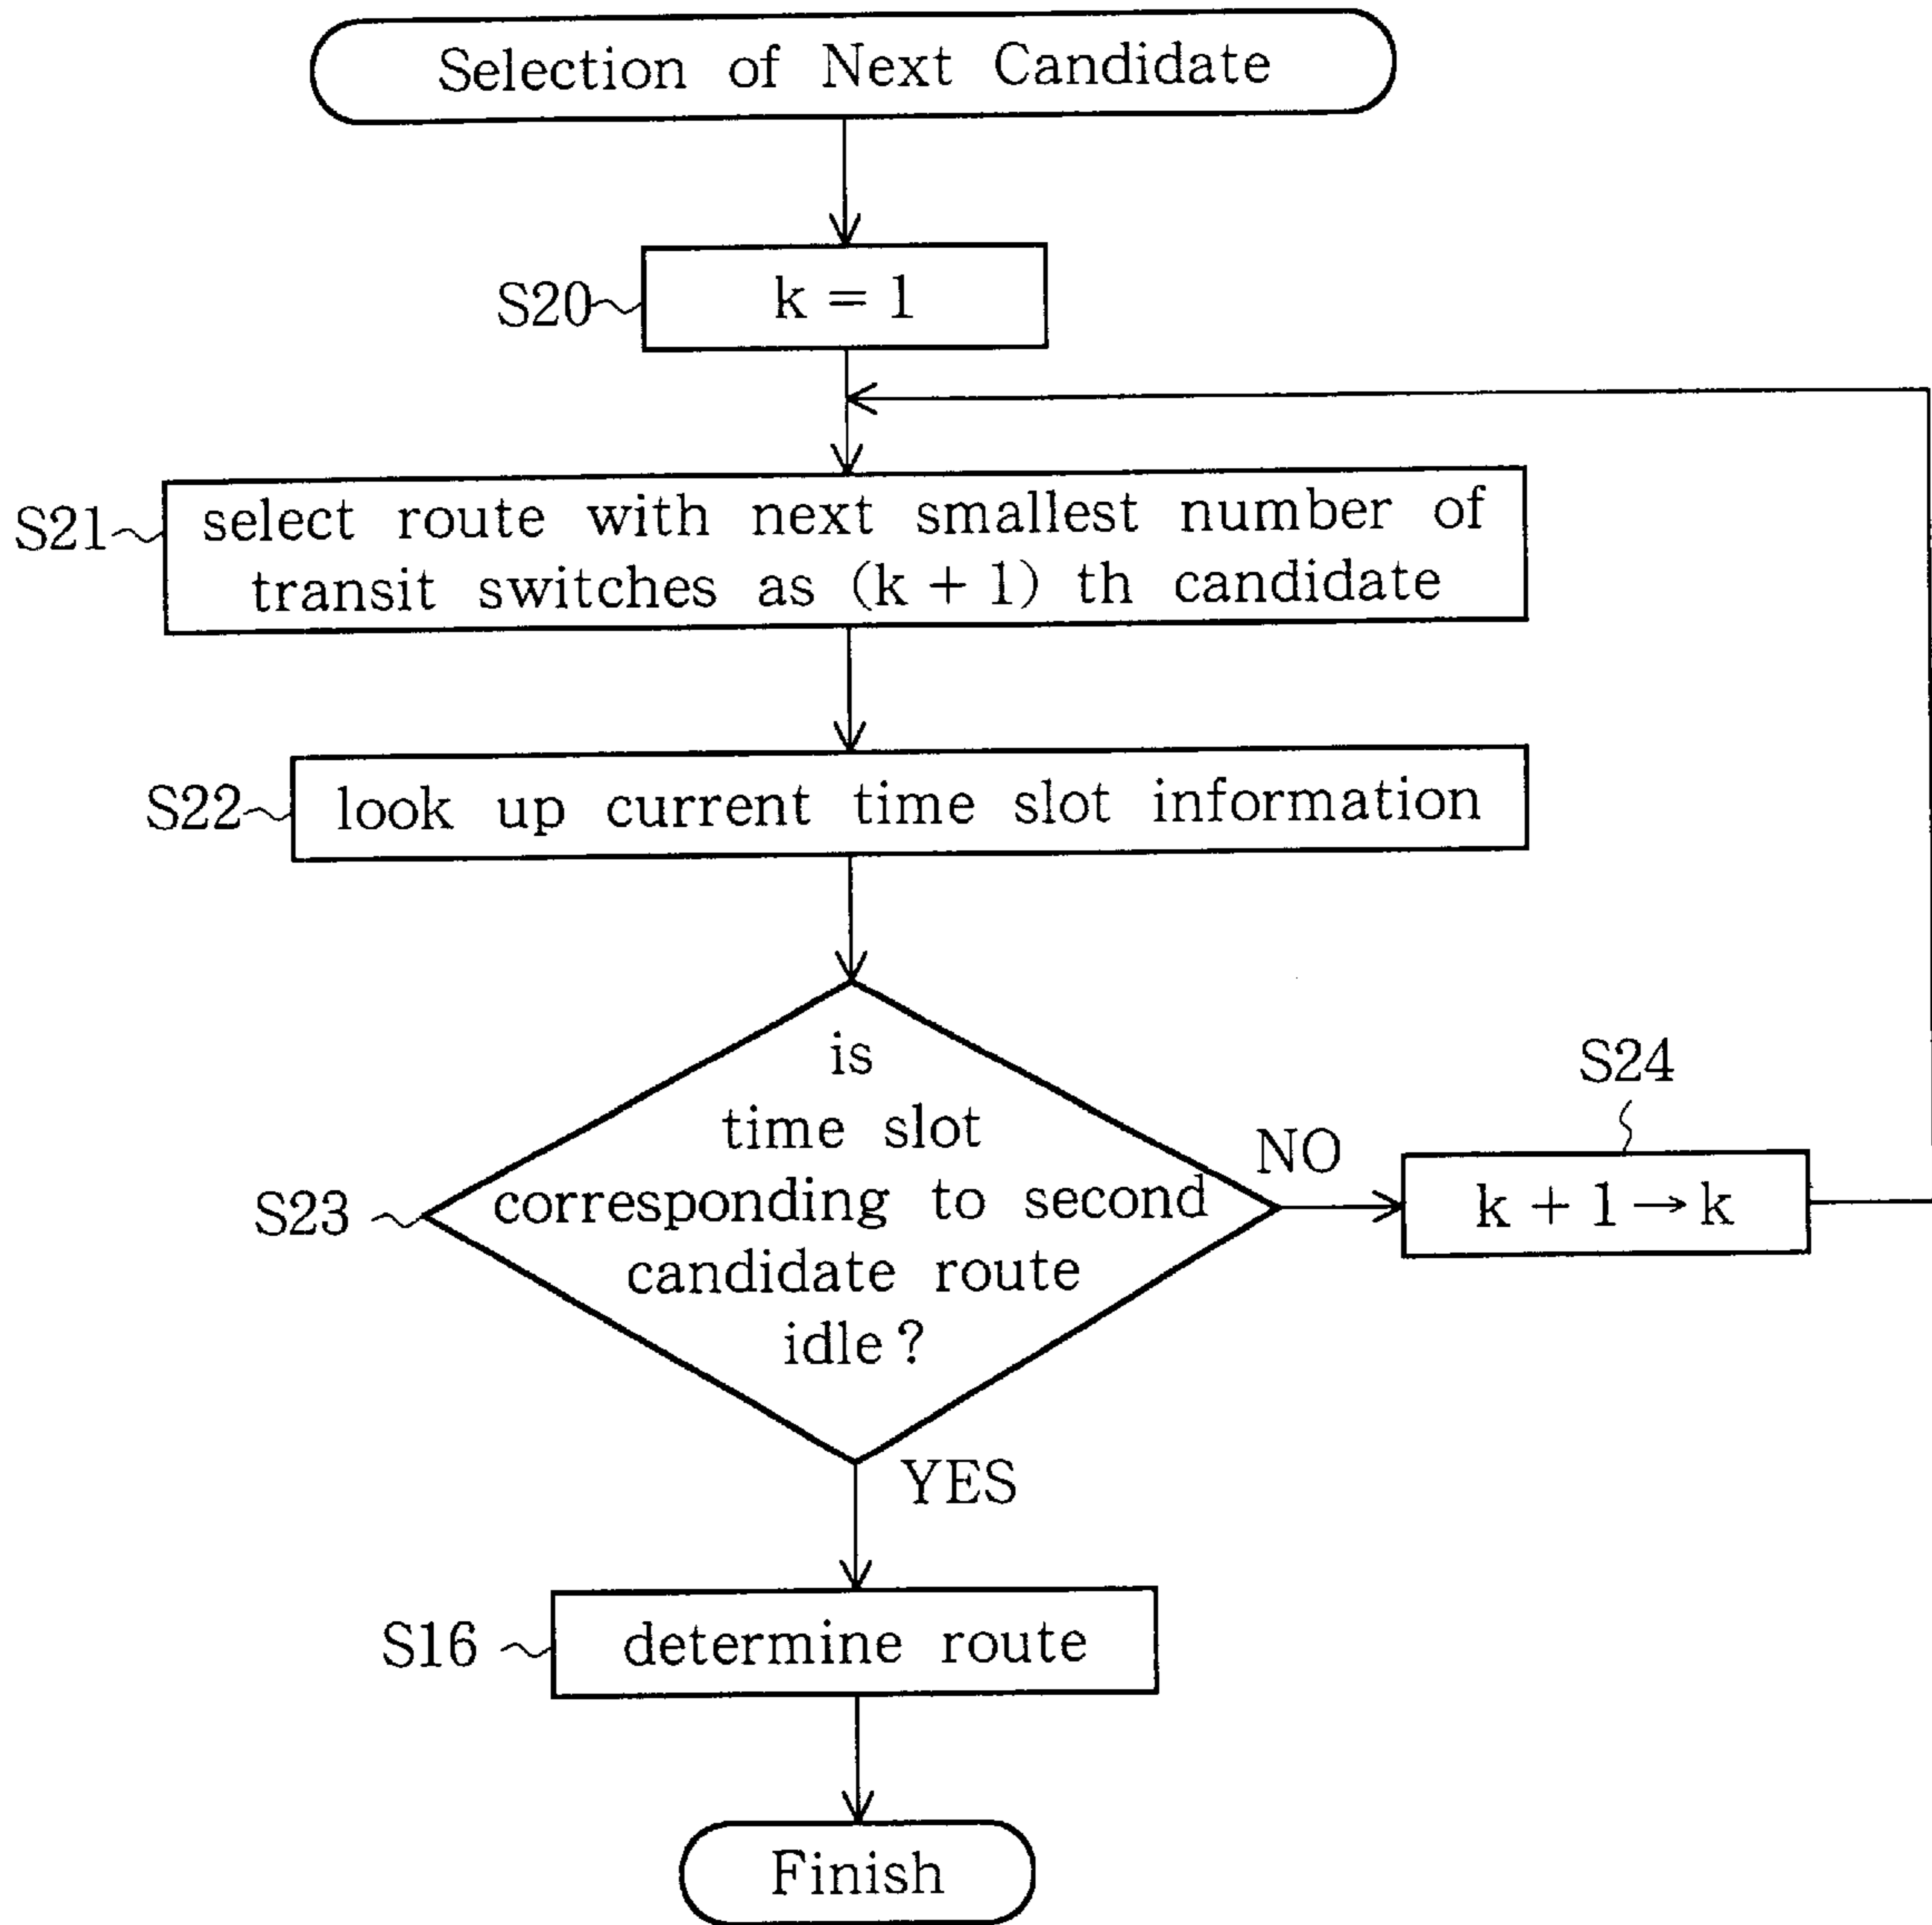 Selection of Next Candidate
S20
k = 1
S21
select route with next smallest number of
transit switches as (k + 1) th candidate
S22
look up current time slot information
S23
is
time slot
corresponding to second
candidate route
idle ?
NO
S24
k + 1 → k
YES
S16
determine route
Finish